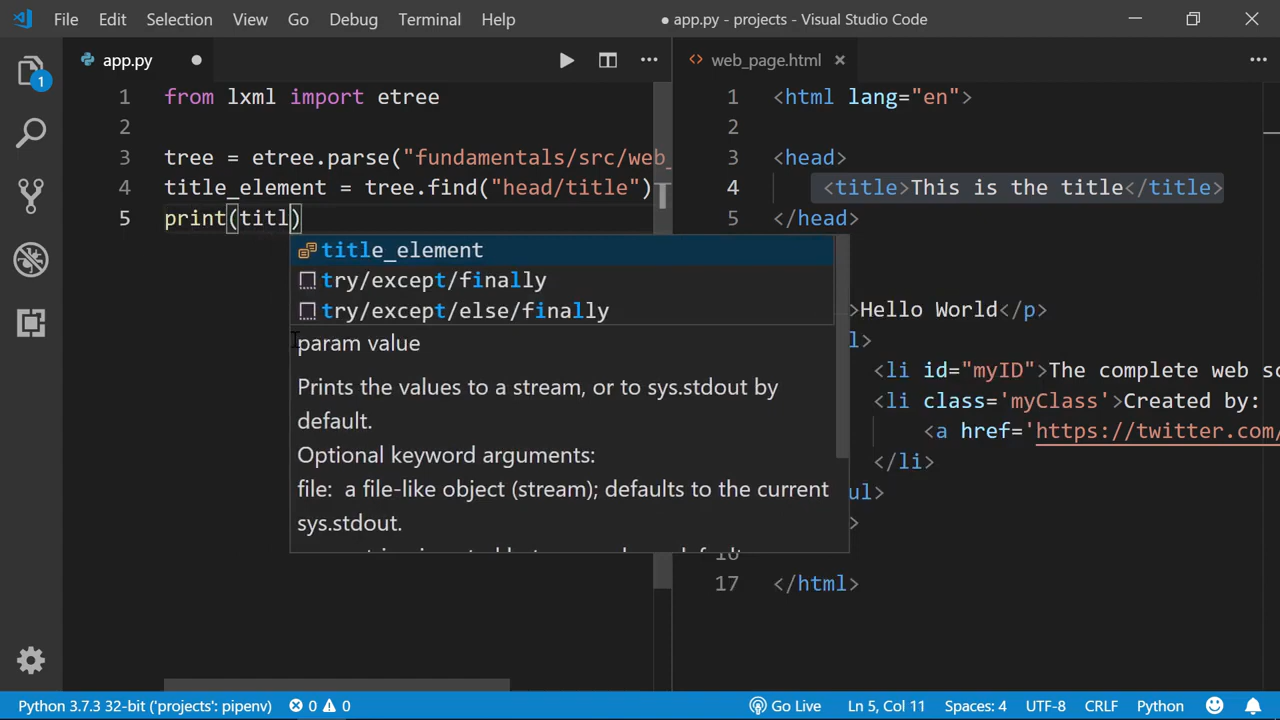 File Edit Selection View Go Debug Terminal Help ● app.py - projects - Visual Studio Code
app.py
1 from lxml import etree
2
3 tree = etree.parse("fundamentals/src/web_
4 title_element = tree.find("head/title")
5 print(titl)
title_element
try/except/finally
try/except/else/finally
param value
Prints the values to a stream, or to sys.stdout by
default.
Optional keyword arguments:
file: a file-like object (stream); defaults to the current
sys.stdout.
web_page.html
1 <html lang="en">
2
3 <head>
4 <title>This is the title</title>
5 </head>
>Hello World</p>
l>
<li id="myID">The complete web sc
<li class='myClass'>Created by:
<a href='https://twitter.com/
</li>
ul>
>
16
17 </html>
1
Python 3.7.3 32-bit ('projects': pipenv) 0 0 Go Live Ln 5, Col 11 Spaces: 4 UTF-8 CRLF Python